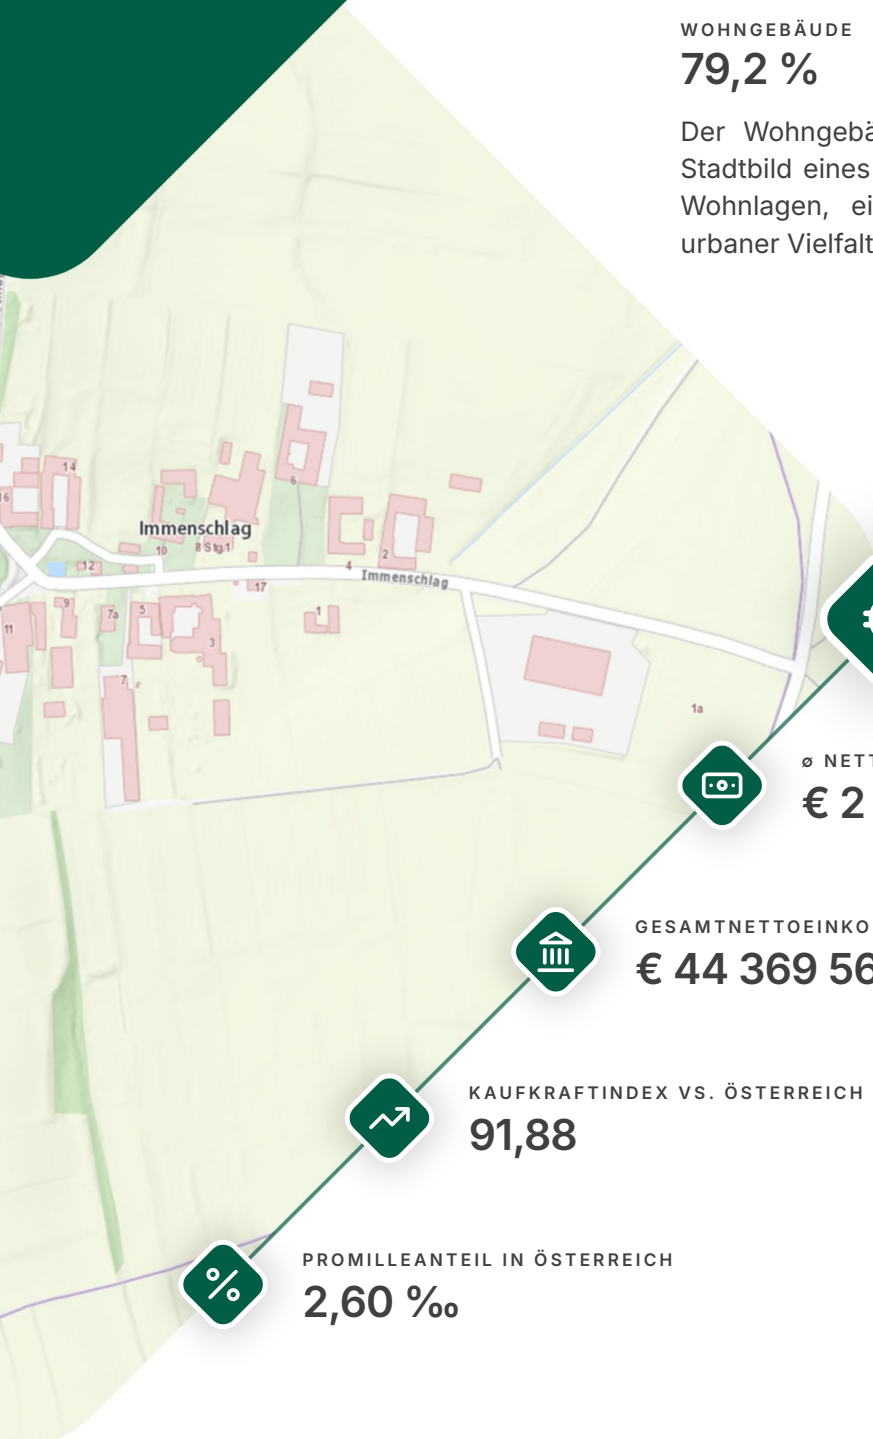 WOHNGEBÄUDE
79,2 %
Der Wohngebä
Stadtbild eines
Wohnlagen, ei
urbaner Vielfalt
14
6
16
Immenschlag
10
8 Stg.1
2
4
12
17
Immenschlag
9
7a
5
1
11
3
7
1a
ø NETT
€ 2
GESAMTNETTOEINKO
€ 44 369 56
KAUFKRAFTINDEX VS. ÖSTERREICH
91,88
PROMILLEANTEIL IN ÖSTERREICH
2,60 ‰